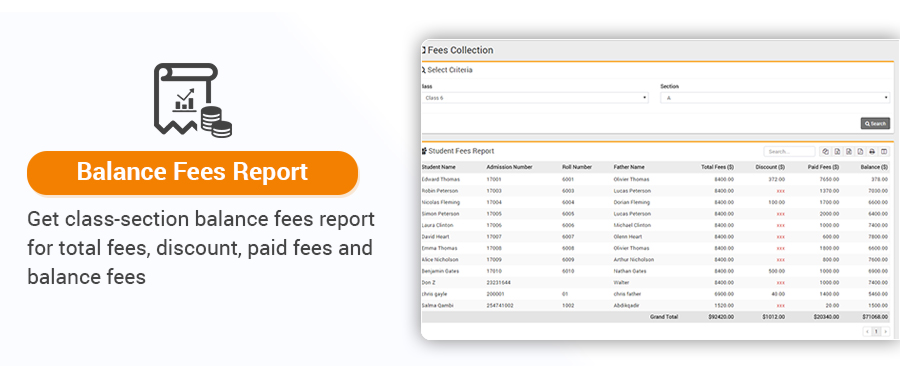 Balance Fees Report
Get class-section balance fees report
for total fees, discount, paid fees and
balance fees
Fees Collection
Select Criteria
lass
Section
Class 6
A
Search
Student Fees Report
Search...
Student Name Admission Number Roll Number Father Name Total Fees ($) Discount ($) Paid Fees ($) Balance ($)
Edward Thomas 17001 6001 Olivier Thomas 8400.00 372.00 7650.00 378.00
Robin Peterson 17003 6003 Lucas Peterson 8400.00 xxx 1370.00 7030.00
Nicolas Fleming 17004 6004 Dorian Fleming 8400.00 100.00 1700.00 6600.00
Simon Peterson 17005 6005 Lucas Peterson 8400.00 xxx 2000.00 6400.00
Laura Clinton 17006 6006 Michael Clinton 8400.00 xxx 1000.00 7400.00
David Heart 17007 6007 Glenn Heart 8400.00 xxx 600.00 7800.00
Emma Thomas 17008 6008 Olivier Thomas 8400.00 xxx 1800.00 6600.00
Alice Nicholson 17009 6009 Arthur Nicholson 8400.00 xxx 800.00 7600.00
Benjamin Gates 17010 6010 Nathan Gates 8400.00 500.00 1000.00 6900.00
Don Z 23231644 Walter 8400.00 xxx 1000.00 7400.00
chris gayle 200001 01 chris father 6900.00 40.00 1400.00 5460.00
Salma Qambi 254741002 1002 Abdikqadir 1520.00 xxx 20.00 1500.00
Grand Total $92420.00 $1012.00 $20340.00 $71068.00
1